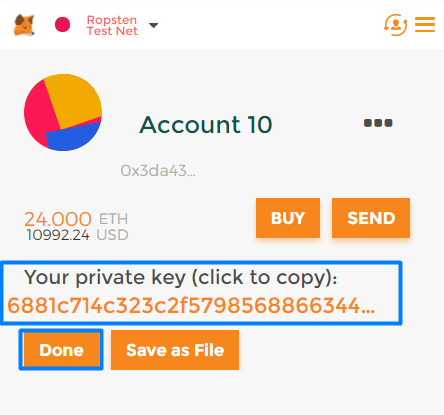 Ropsten
Test Net
Account 10
0x3da43...
24.000 ETH
10992.24 USD
BUY
SEND
Your private key (click to copy):
6881c714c323c2f5798568866344...
Done
Save as File